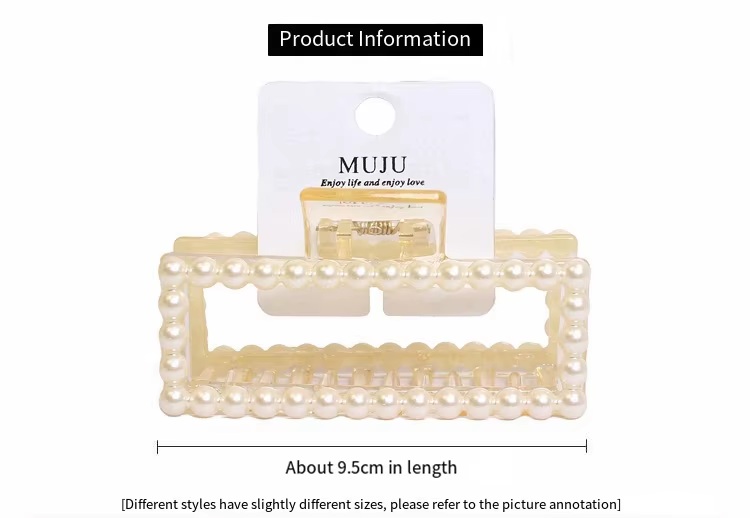 Product Information
MUJU
Enjoy life and enjoy love
About 9.5cm in length
[Different styles have slightly different sizes, please refer to the picture annotation]